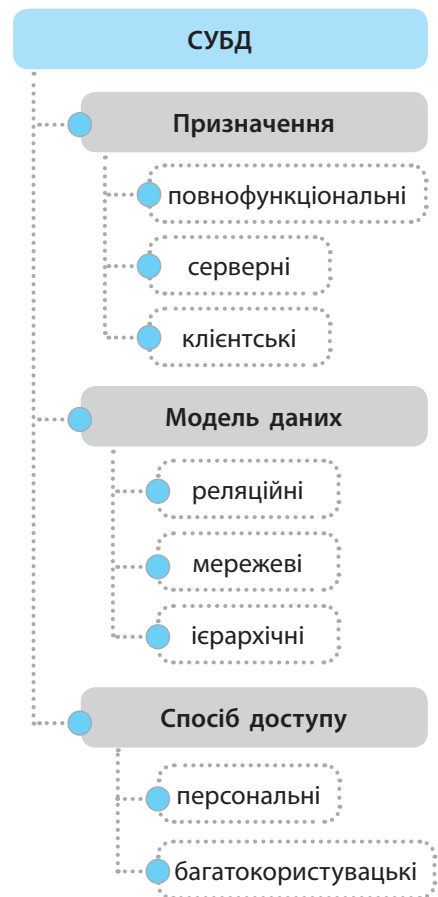 СУБД
Призначення
повнофункціональні
серверні
клієнтські
Модель даних
реляційні
мережеві
ієрархічні
Спосіб доступу
персональні
багатокористувацькі